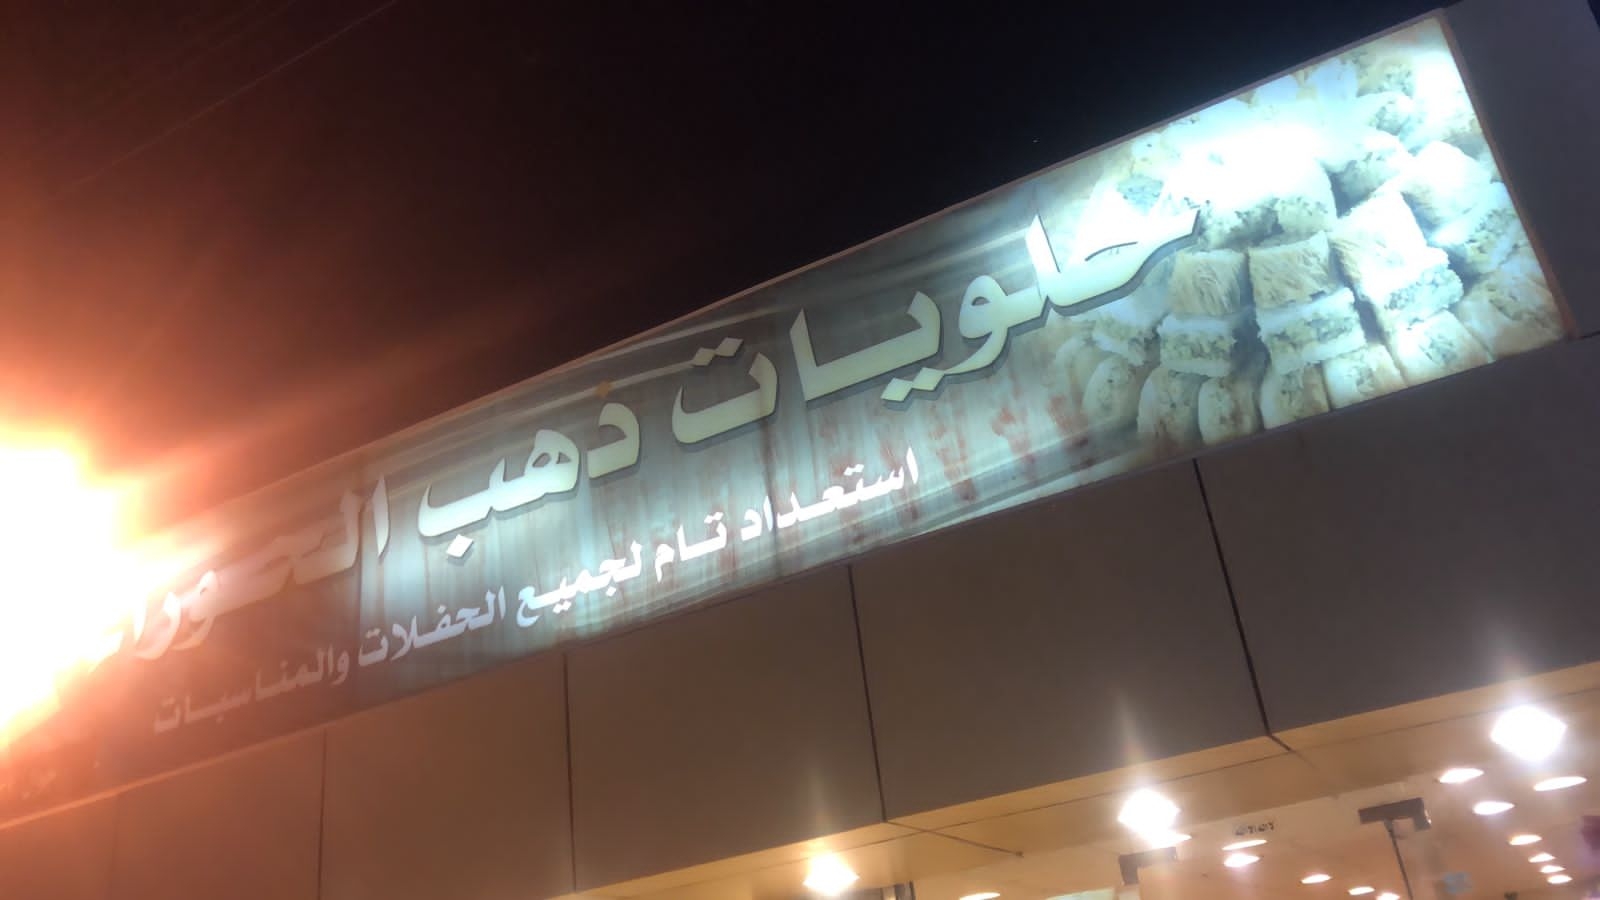 حلويات ذهب
استعداد تام لجميع الحفلات والمناسبات